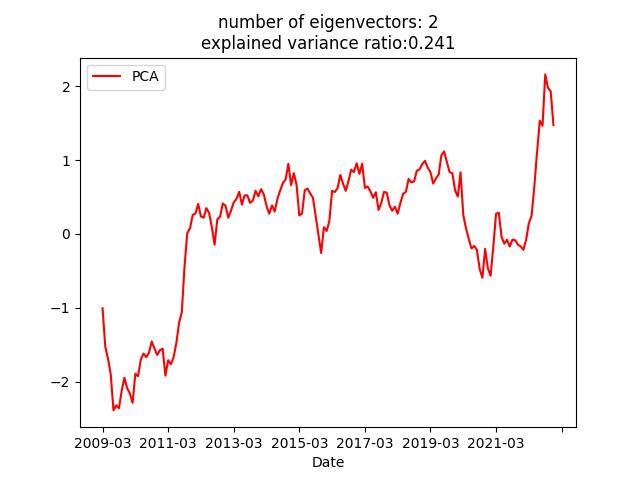 number of eigenvectors: 2
explained variance ratio:0.241
PCA
2
1
0
−1
−2
2009-03 2011-03 2013-03 2015-03 2017-03 2019-03 2021-03
Date